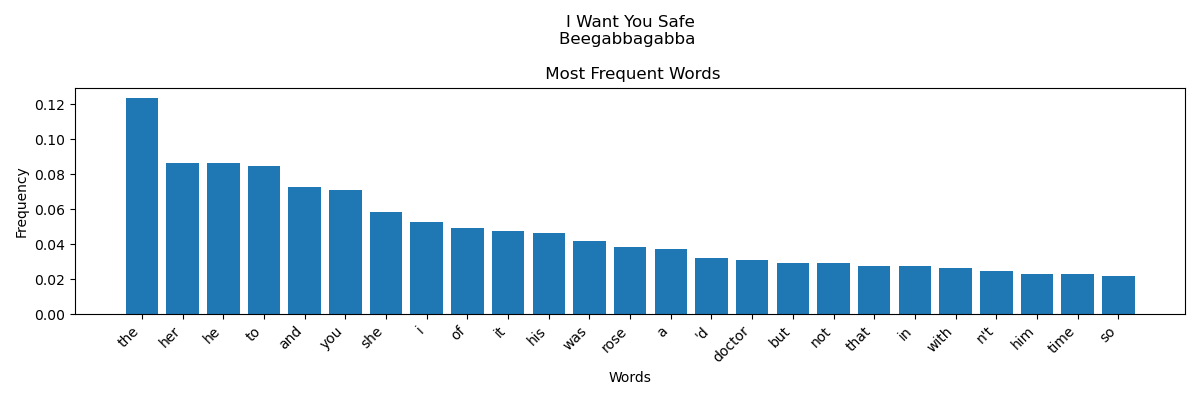 I Want You Safe
Beegabbagabba
Most Frequent Words
Frequency
0.12
0.10
0.08
0.06
0.04
0.02
0.00
the her he to and you she i of it his was rose a 'd doctor but not that in with n't him time so
Words